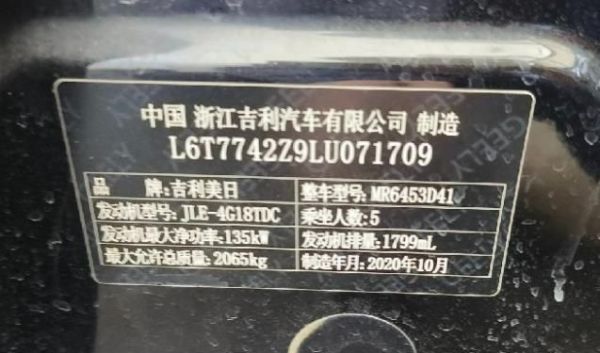 中国 浙江吉利汽车有限公司 制造
L6T7742Z9LU071709
品 牌:吉利美日 整车型号:MR6453D41
发动机型号:JLE-4G18TDC 乘坐人数:5
发动机最大净功率:135kW 发动机排量:1799mL
最大允许总质量:2065kg 制造年月:2020年10月
GEELY
GEELY